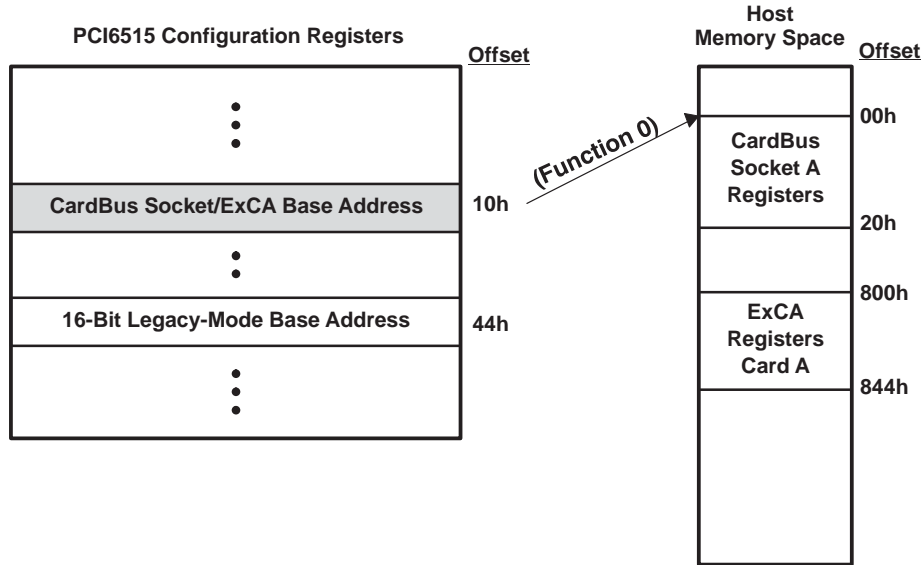 PCI6515 Configuration Registers
Offset
CardBus Socket/ExCA Base Address
10h
16-Bit Legacy-Mode Base Address
44h
(Function 0)
Host
Memory Space
Offset
00h
CardBus
Socket A
Registers
20h
800h
ExCA
Registers
Card A
844h